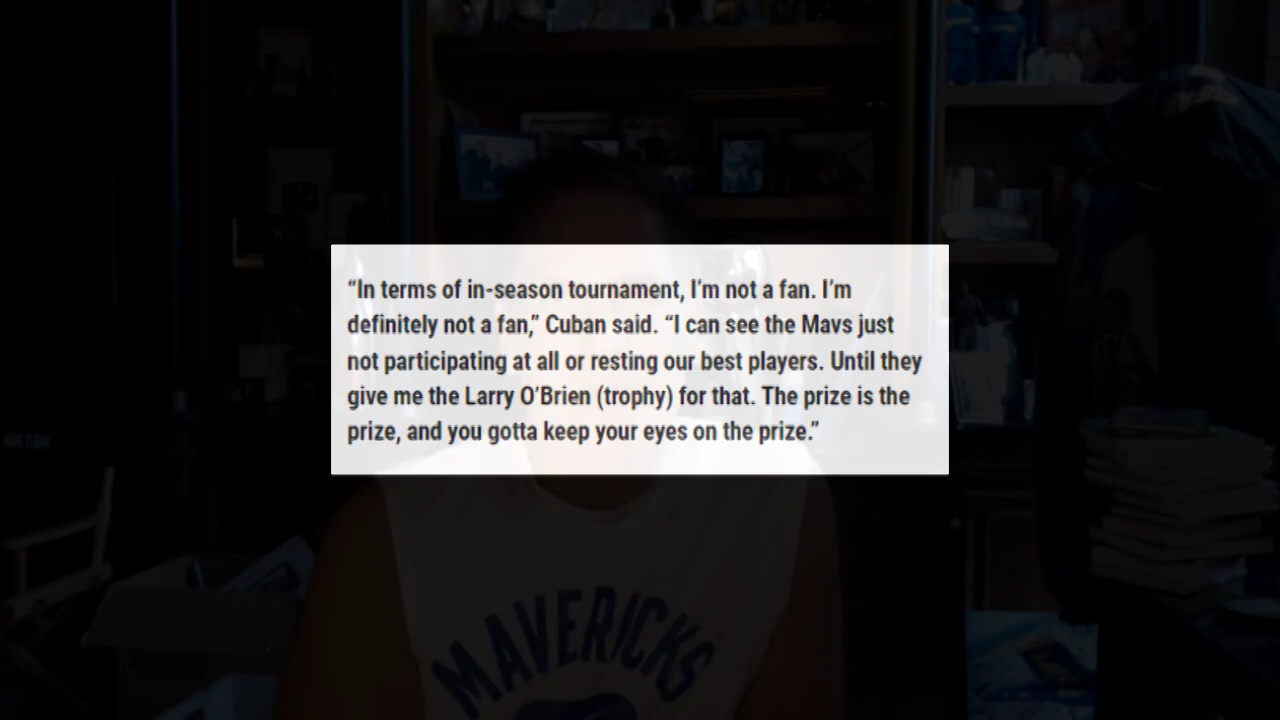 “In terms of in-season tournament, I’m not a fan. I’m
definitely not a fan,” Cuban said. “I can see the Mavs just
not participating at all or resting our best players. Until they
give me the Larry O’Brien (trophy) for that. The prize is the
prize, and you gotta keep your eyes on the prize.”
MAVERICKS